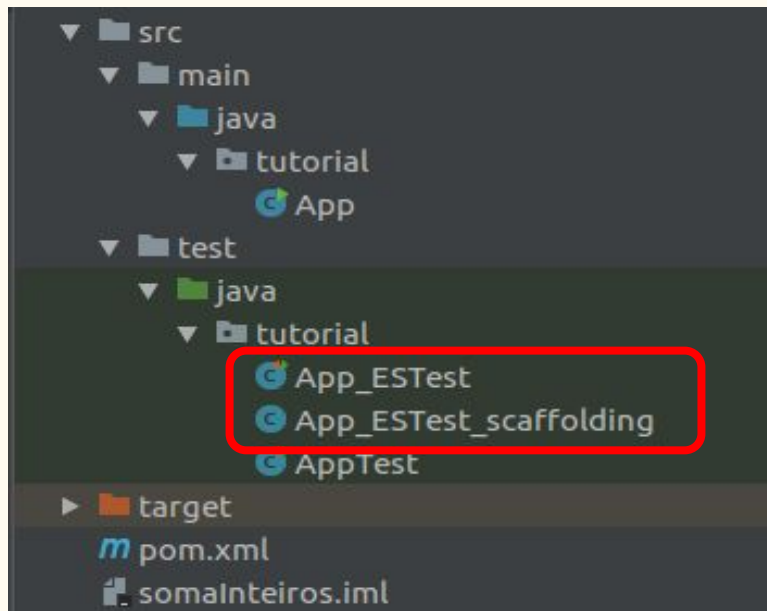 src
main
java
tutorial
App
test
java
tutorial
App_ESTest
App_ESTest_scaffolding
AppTest
target
pom.xml
somaInteiros.iml